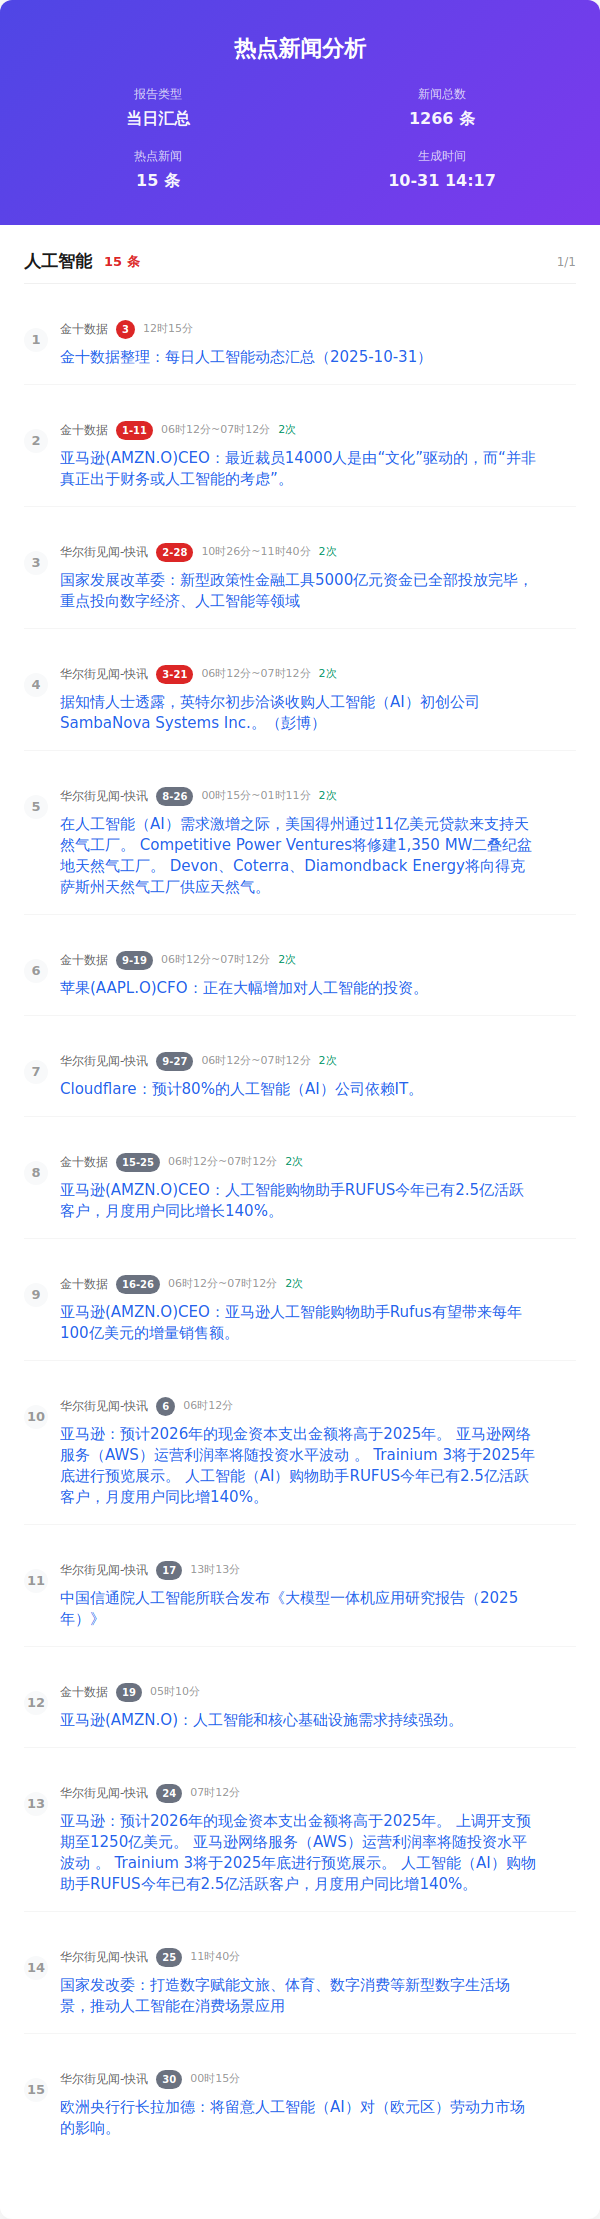 热点新闻分析
报告类型
新闻总数
当日汇总
1266 条
热点新闻
生成时间
15 条
10-31 14:17
人工智能 15 条 1/1
1 金十数据 3 12时15分
金十数据整理：每日人工智能动态汇总（2025-10-31）
2 金十数据 1-11 06时12分~07时12分 2次
亚马逊(AMZN.O)CEO：最近裁员14000人是由“文化”驱动的，而“并非
真正出于财务或人工智能的考虑”。
3 华尔街见闻-快讯 2-28 10时26分~11时40分 2次
国家发展改革委：新型政策性金融工具5000亿元资金已全部投放完毕，
重点投向数字经济、人工智能等领域
4 华尔街见闻-快讯 3-21 06时12分~07时12分 2次
据知情人士透露，英特尔初步洽谈收购人工智能（AI）初创公司
SambaNova Systems Inc.。（彭博）
5 华尔街见闻-快讯 8-26 00时15分~01时11分 2次
在人工智能（AI）需求激增之际，美国得州通过11亿美元贷款来支持天
然气工厂。 Competitive Power Ventures将修建1,350 MW二叠纪盆
地天然气工厂。 Devon、Coterra、Diamondback Energy将向得克
萨斯州天然气工厂供应天然气。
6 金十数据 9-19 06时12分~07时12分 2次
苹果(AAPL.O)CFO：正在大幅增加对人工智能的投资。
7 华尔街见闻-快讯 9-27 06时12分~07时12分 2次
Cloudflare：预计80%的人工智能（AI）公司依赖IT。
8 金十数据 15-25 06时12分~07时12分 2次
亚马逊(AMZN.O)CEO：人工智能购物助手RUFUS今年已有2.5亿活跃
客户，月度用户同比增长140%。
9 金十数据 16-26 06时12分~07时12分 2次
亚马逊(AMZN.O)CEO：亚马逊人工智能购物助手Rufus有望带来每年
100亿美元的增量销售额。
10 华尔街见闻-快讯 6 06时12分
亚马逊：预计2026年的现金资本支出金额将高于2025年。 亚马逊网络
服务（AWS）运营利润率将随投资水平波动 。 Trainium 3将于2025年
底进行预览展示。 人工智能（AI）购物助手RUFUS今年已有2.5亿活跃
客户，月度用户同比增140%。
11 华尔街见闻-快讯 17 13时13分
中国信通院人工智能所联合发布《大模型一体机应用研究报告（2025
年）》
12 金十数据 19 05时10分
亚马逊(AMZN.O)：人工智能和核心基础设施需求持续强劲。
13 华尔街见闻-快讯 24 07时12分
亚马逊：预计2026年的现金资本支出金额将高于2025年。 上调开支预
期至1250亿美元。 亚马逊网络服务（AWS）运营利润率将随投资水平
波动 。 Trainium 3将于2025年底进行预览展示。 人工智能（AI）购物
助手RUFUS今年已有2.5亿活跃客户，月度用户同比增140%。
14 华尔街见闻-快讯 25 11时40分
国家发改委：打造数字赋能文旅、体育、数字消费等新型数字生活场
景，推动人工智能在消费场景应用
15 华尔街见闻-快讯 30 00时15分
欧洲央行行长拉加德：将留意人工智能（AI）对（欧元区）劳动力市场
的影响。